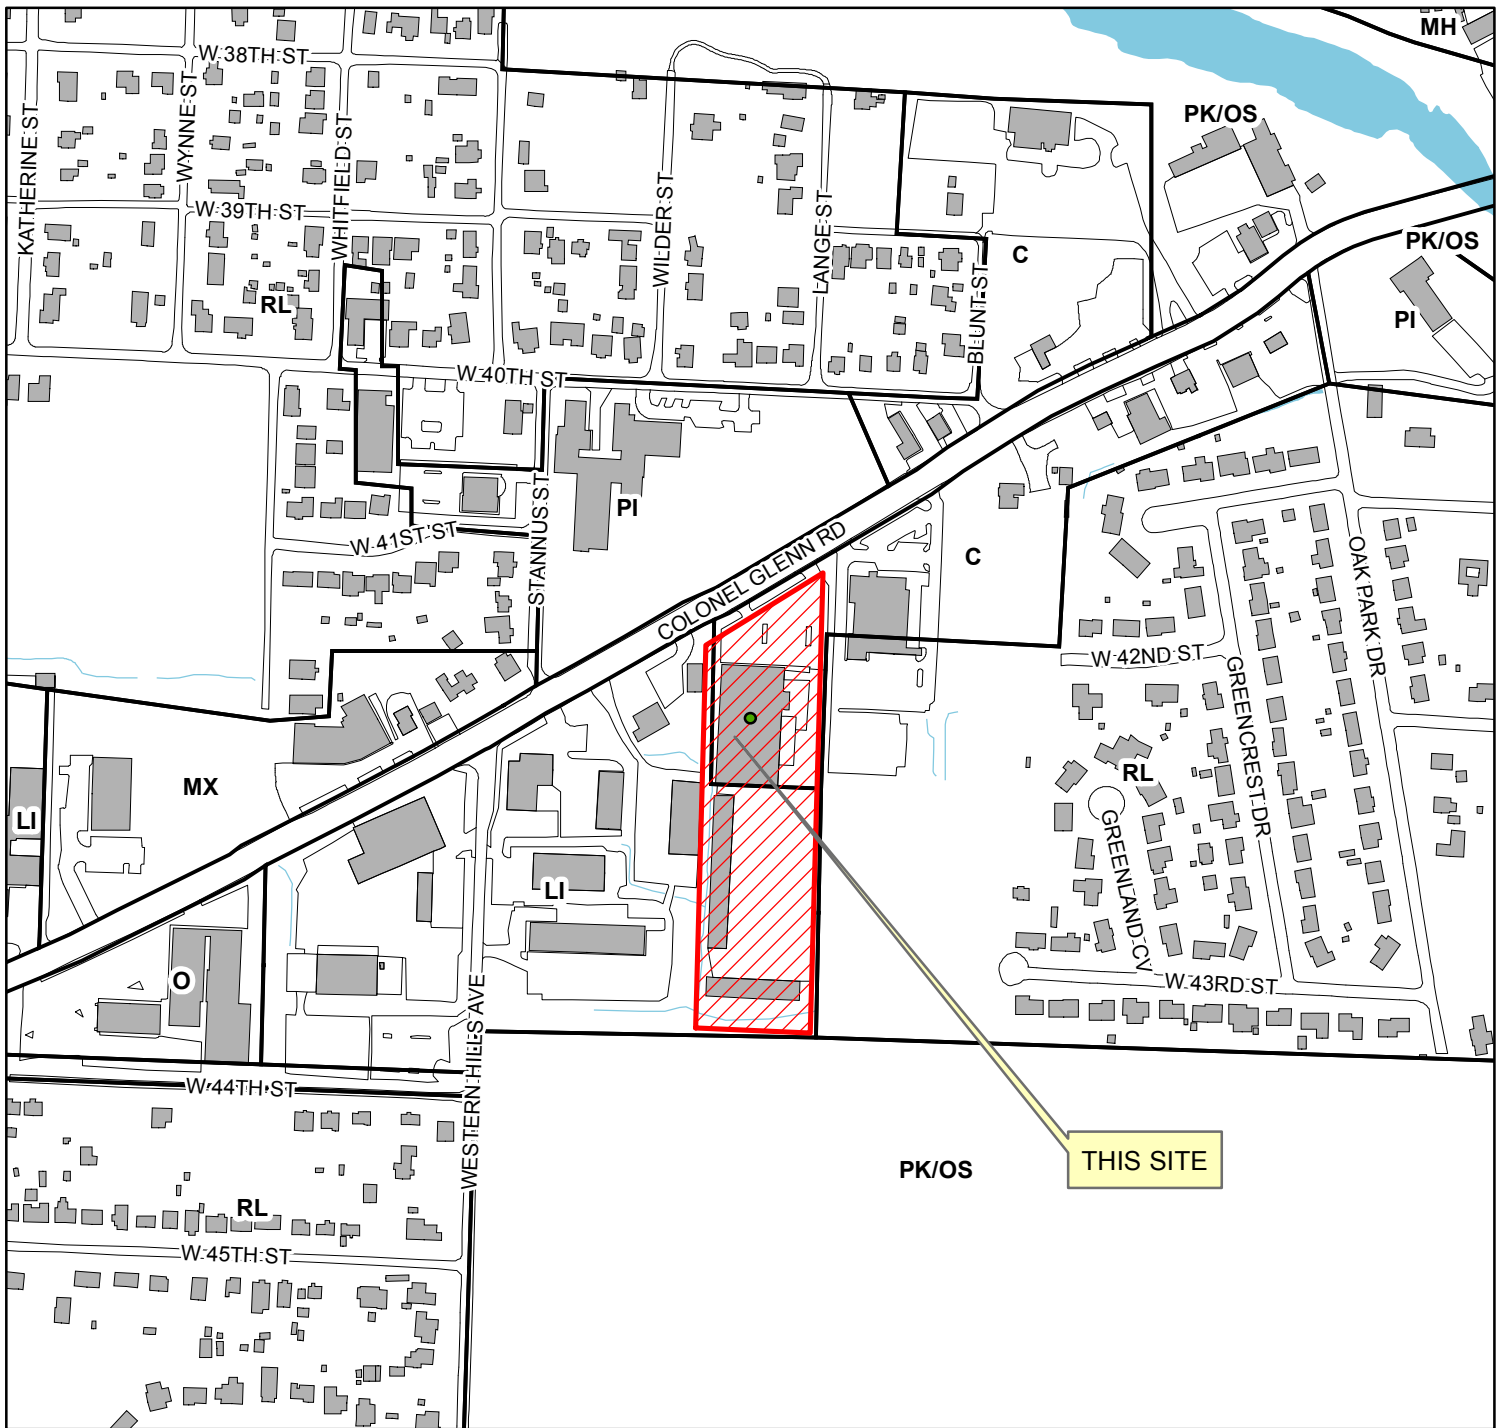 MH
W 38TH ST
PK/OS
KATHERINE ST
WYNNE ST
WHITFIELD ST
W 39TH ST
WILDER ST
LANGE ST
BLUNT ST
C
PK/OS
RL
PI
W 40TH ST
PI
W 41ST ST
STANNUS ST
COLONEL GLENN RD
C
OAK PARK DR
W 42ND ST
GREENCREST DR
RL
MX
LI
GREENLAND CV
LI
O
W 43RD ST
WESTERN HILLS AVE
W 44TH ST
THIS SITE
PK/OS
RL
W 45TH ST